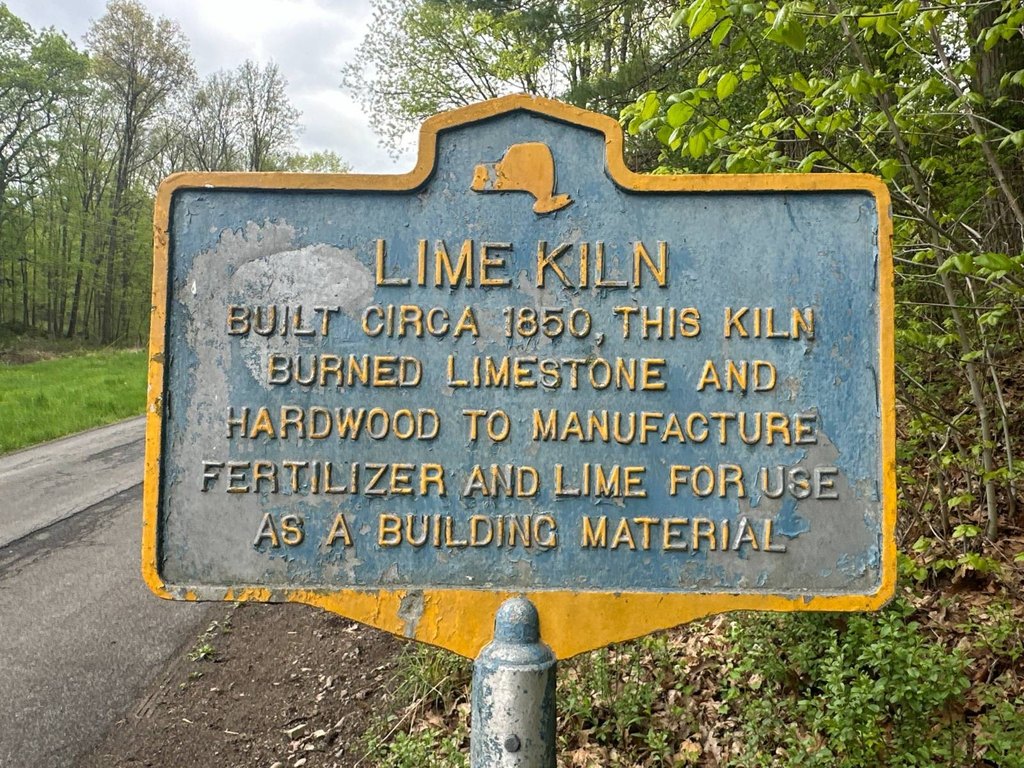 LIME KILN
BUILT CIRCA 1850, THIS KILN
BURNED LIMESTONE AND
HARDWOOD TO MANUFACTURE
FERTILIZER AND LIME FOR USE
AS A BUILDING MATERIAL